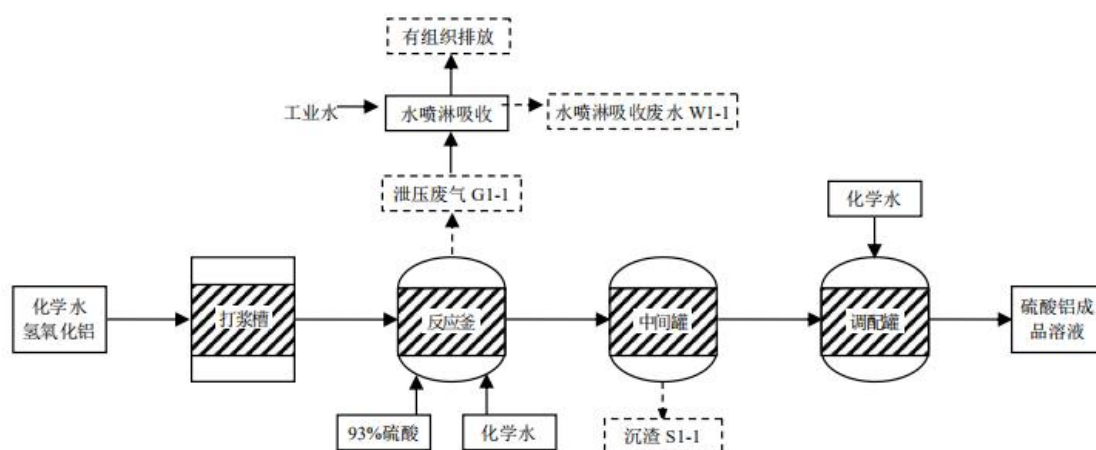 有组织排放
工业水
水喷淋吸收
水喷淋吸收废水 W1-1
泄压废气 G1-1
化学水
化学水
氢氧化铝
打浆槽
反应釜
中间罐
调配罐
硫酸铝成
品溶液
93%硫酸
化学水
沉渣 S1-1